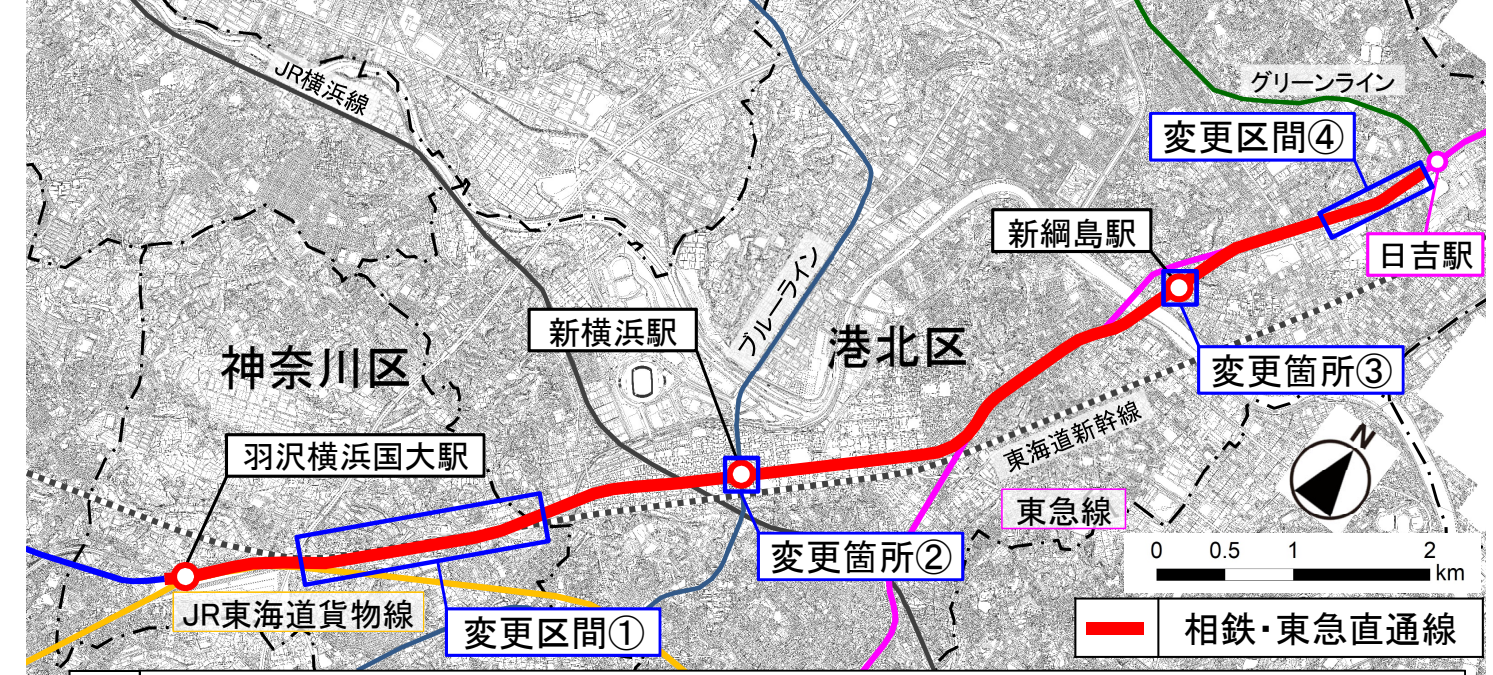 グリーンライン
JR横浜線
変更区間④
新綱島駅
日吉駅
ブルーライン
新横浜駅
港北区
神奈川区
変更箇所③
羽沢横浜国大駅
東海道新幹線
N
東急線
変更箇所②
0 0.5 1 2
km
JR東海道貨物線
変更区間①
相鉄・東急直通線